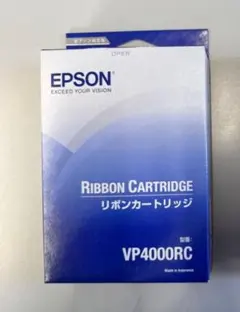 OPEN
EPSON
EXCEED YOUR VISION
RIBBON CARTRIDGE
リボンカートリッジ
型番:
VP4000RC
Made in Indonesia